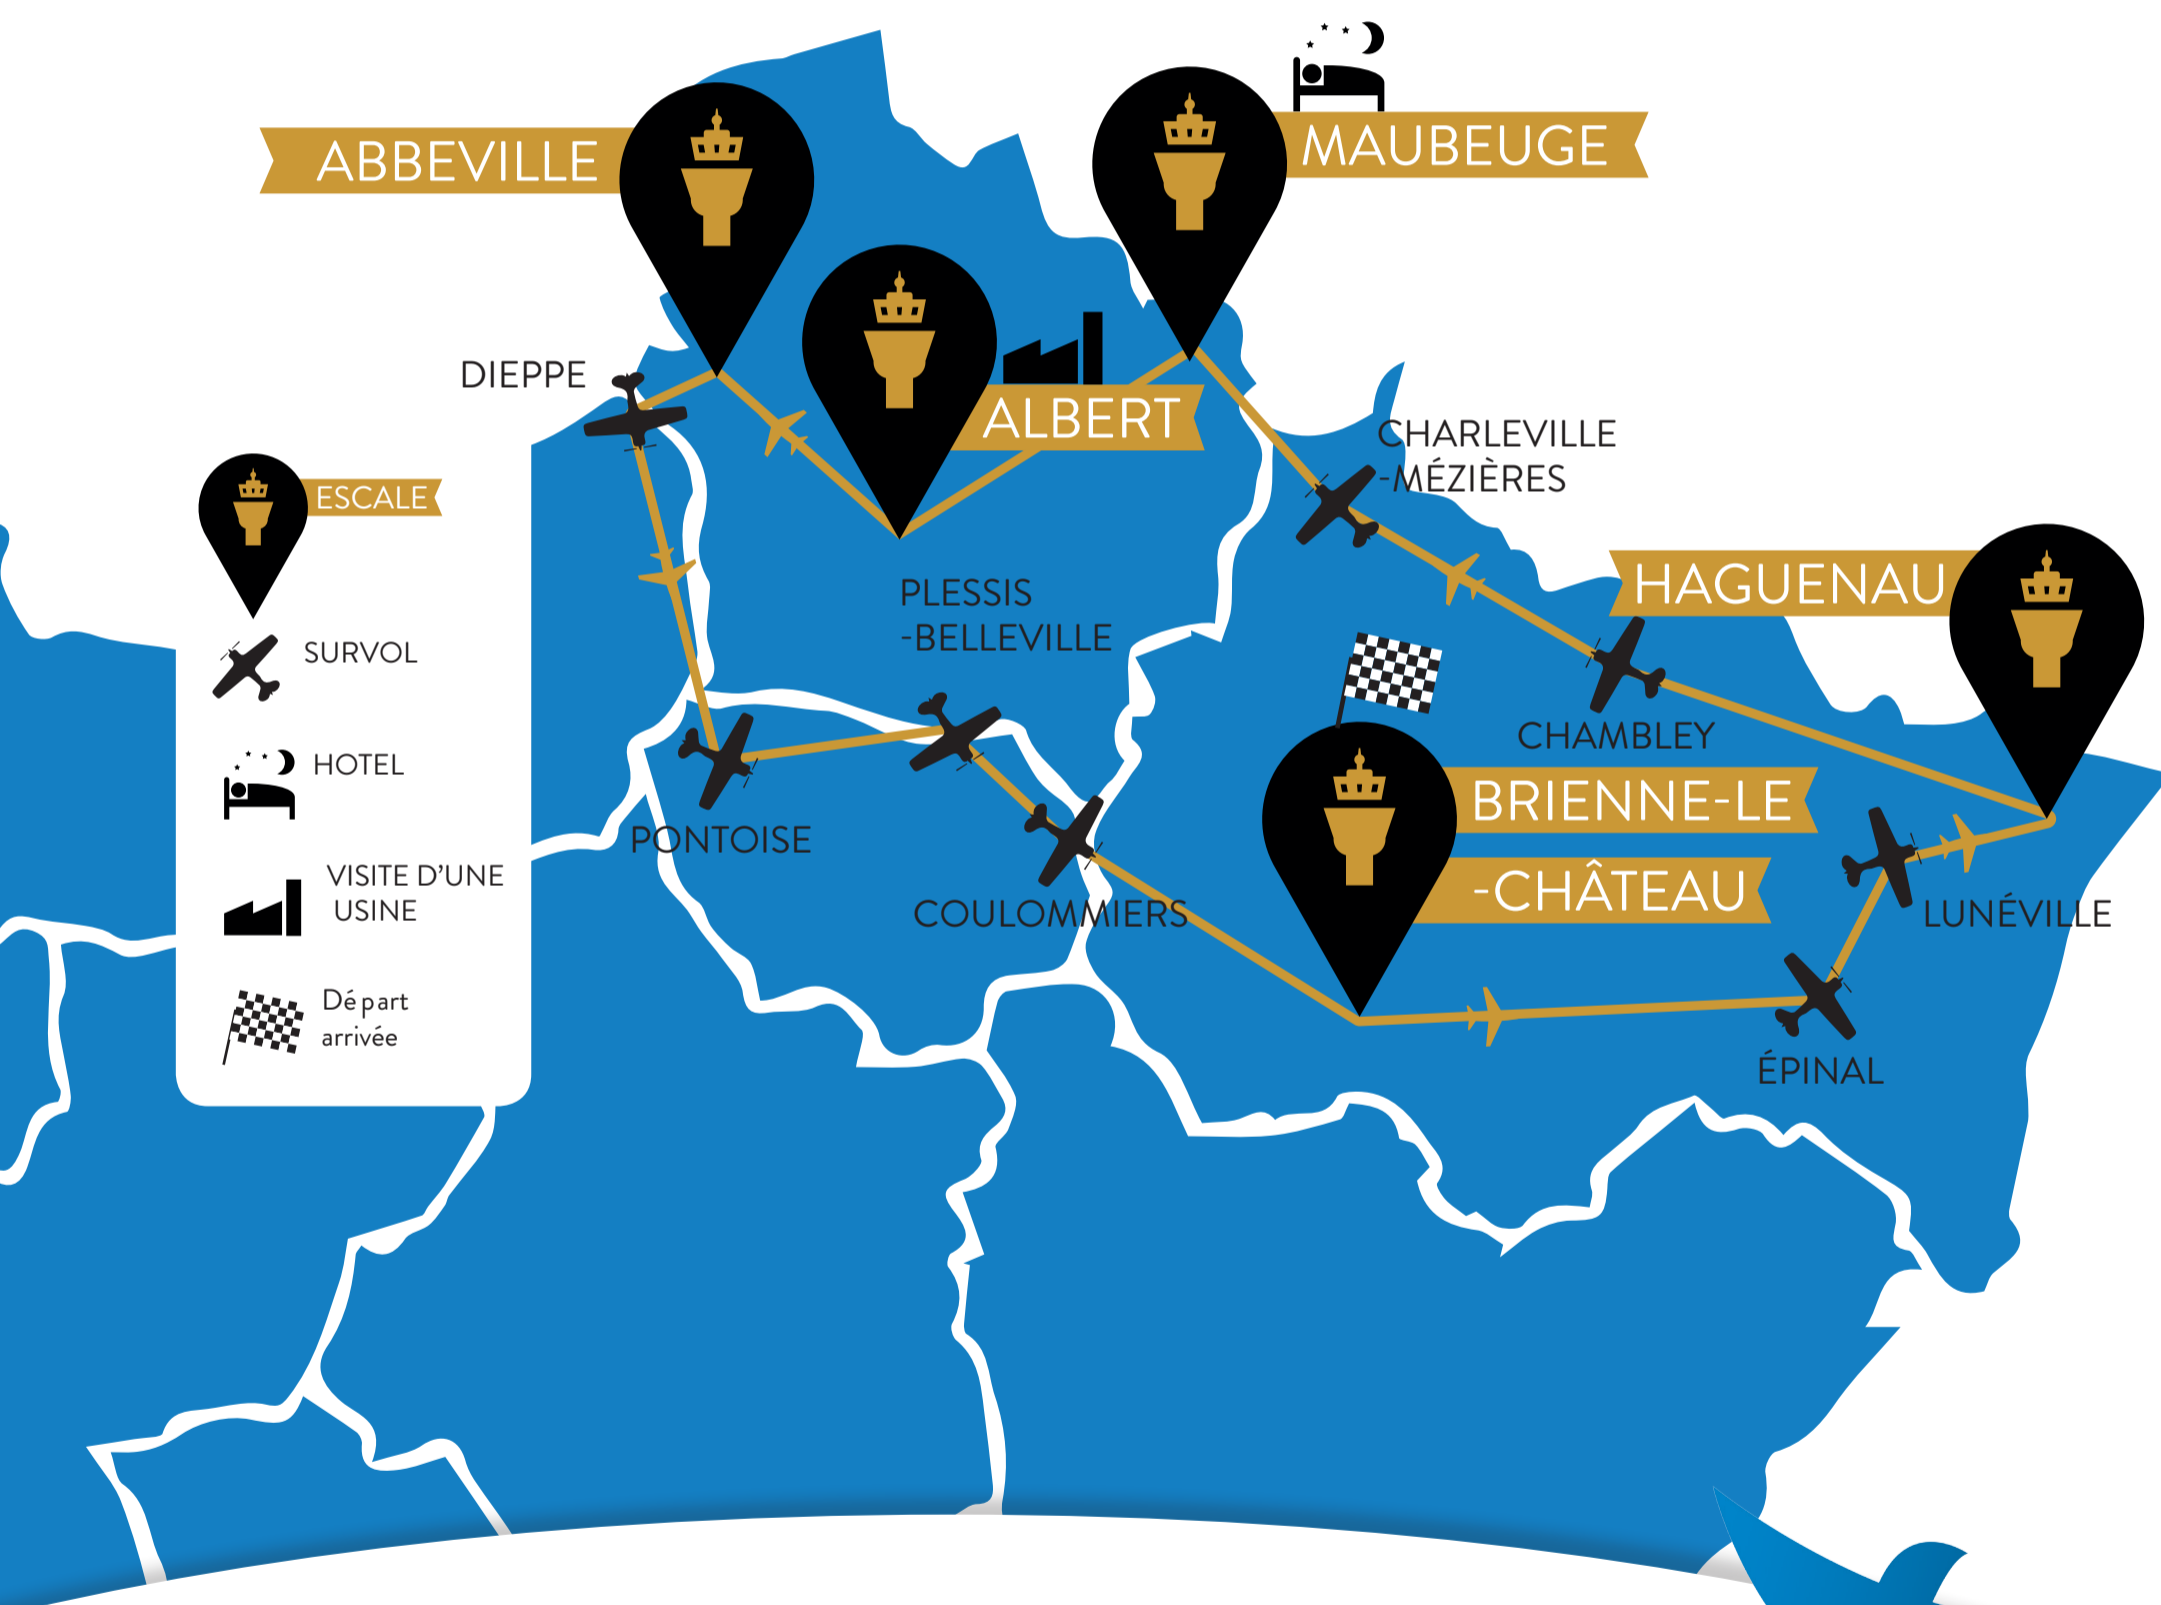 ABBEVILLE
MAUBEUGE
DIEPPE
ALBERT
CHARLEVILLE
-MÉZIÈRES
ESCALE
HAGUENAU
PLESSIS
-BELLEVILLE
SURVOL
CHAMBLEY
HOTEL
BRIENNE-LE
-CHÂTEAU
PONTOISE
VISITE D'UNE
USINE
COULOMMIERS
LUNÉVILLE
Départ
arrivée
ÉPINAL